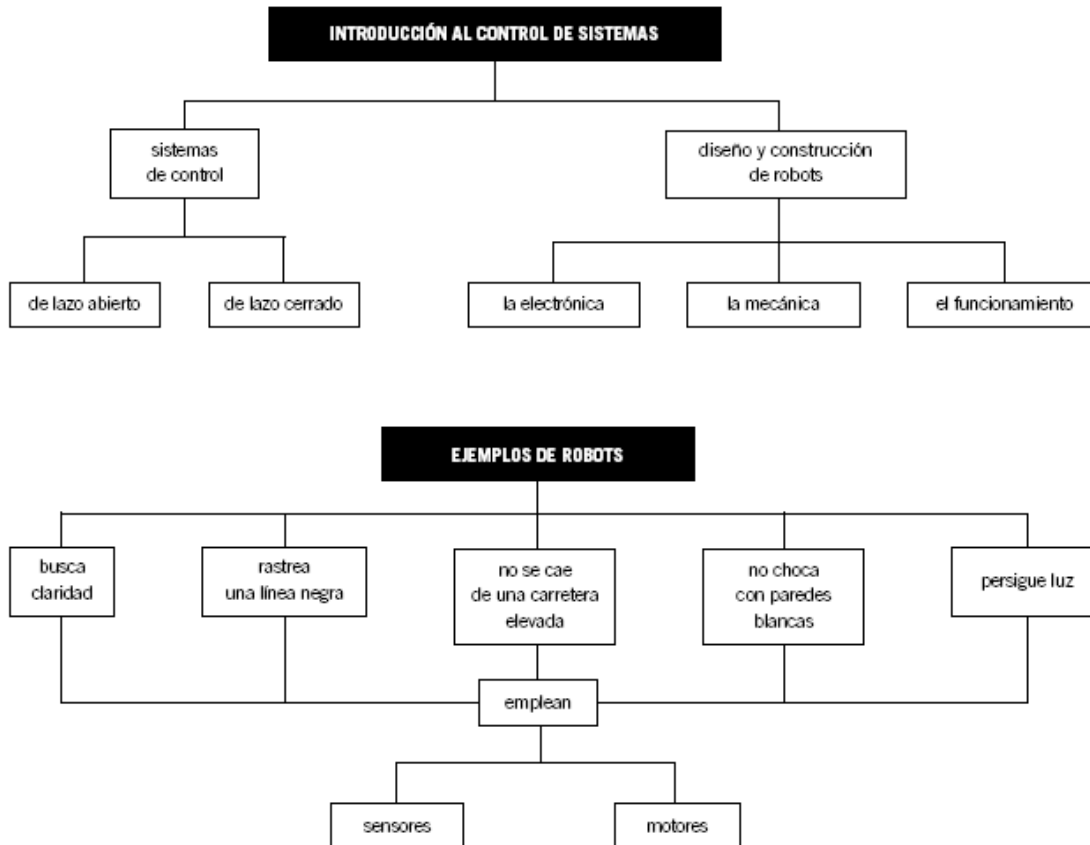 INTRODUCCIÓN AL CONTROL DE SISTEMAS
sistemas
de control
diseño y construcción
de robots
de lazo abierto
de lazo cerrado
la electrónica
la mecánica
el funcionamiento
EJEMPLOS DE ROBOTS
busca
claridad
rastrea
una línea negra
no se cae
de una carretera
elevada
no choca
con paredes
blancas
persigue luz
emplean
sensores
motores